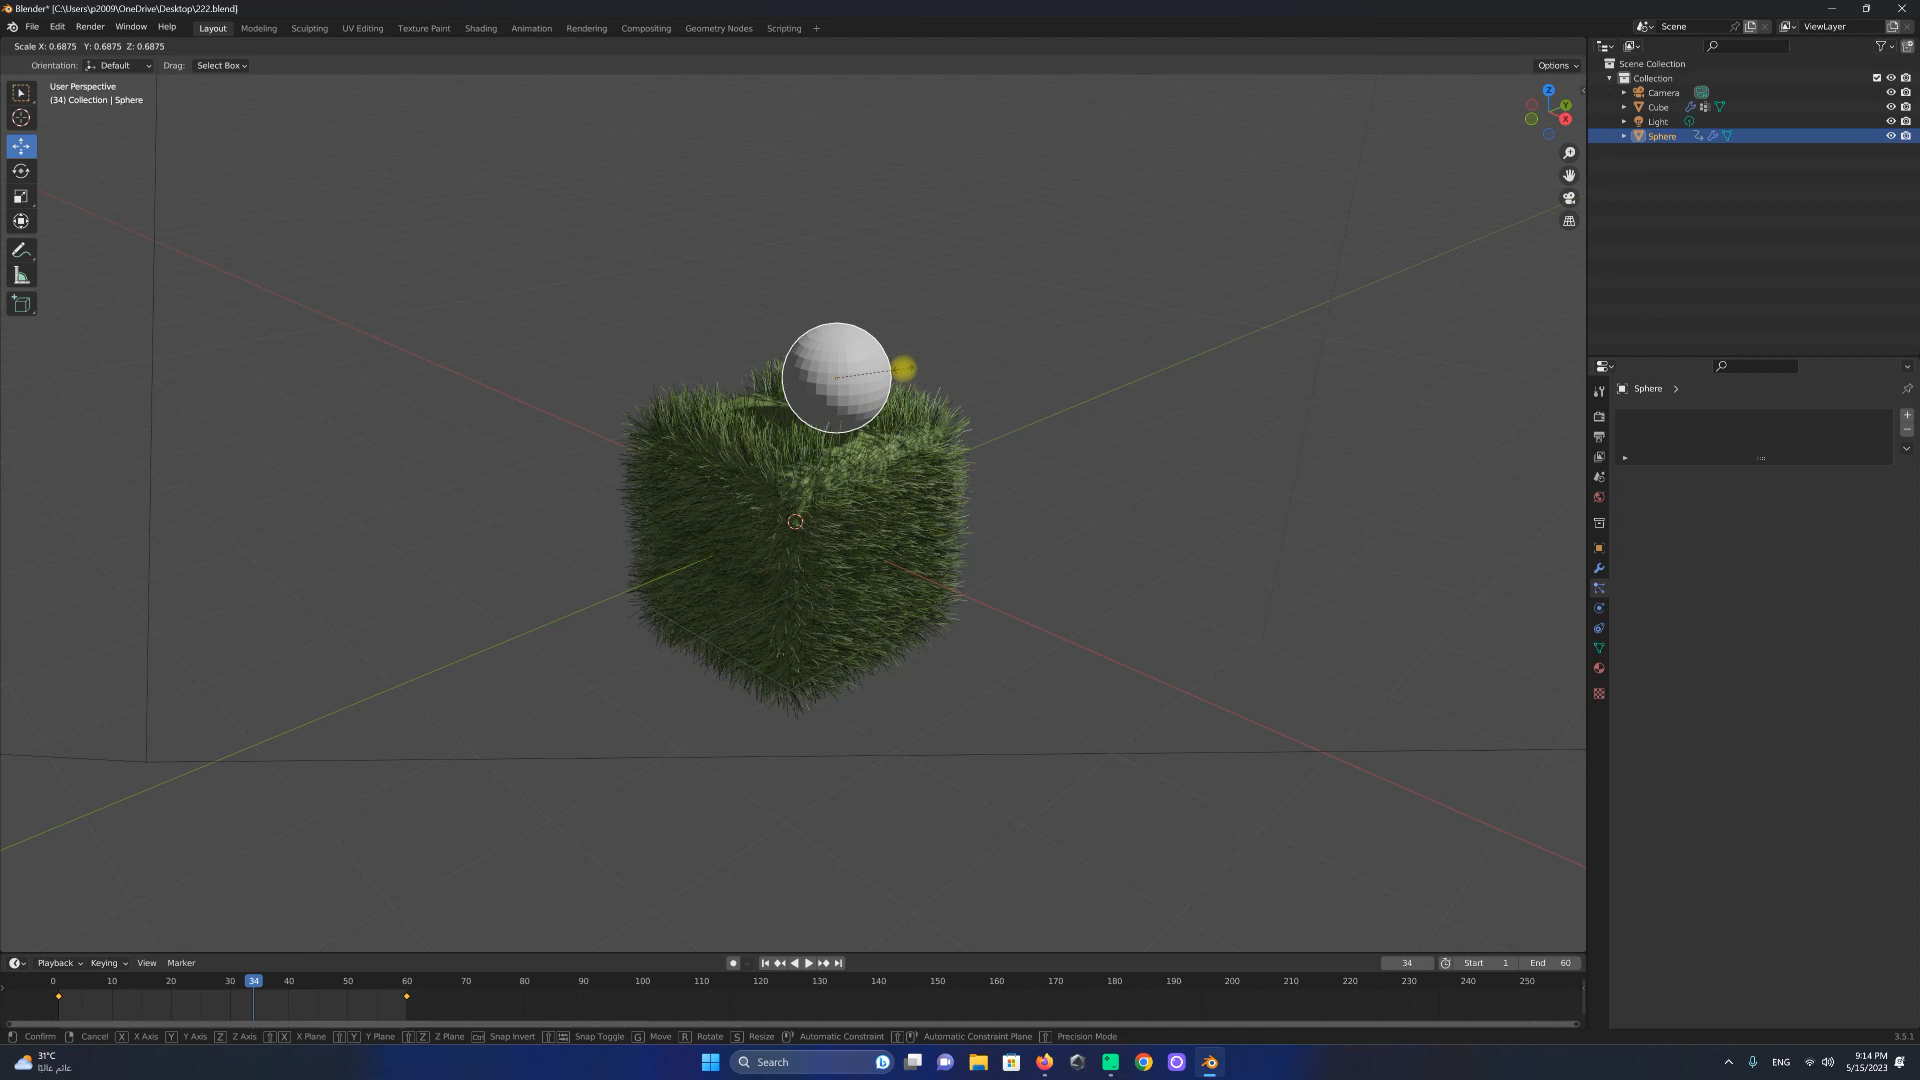 Blender* [C:\Users\p2009\OneDrive\Desktop\222.blend]
File Edit Render Window Help Layout Modeling Sculpting UV Editing Texture Paint Shading Animation Rendering Compositing Geometry Nodes Scripting + Scene ViewLayer
Scale X: 0.6875 Y: 0.6875 Z: 0.6875
Orientation: Default Drag: Select Box Options
User Perspective
(34) Collection | Sphere
Z
Y
X
Scene Collection
Collection
Camera
Cube
Light
Sphere
Sphere
Playback Keying View Marker 34 Start 1 End 60
0 10 20 30 34 40 50 60 70 80 90 100 110 120 130 140 150 160 170 180 190 200 210 220 230 240 250
Confirm Cancel X X Axis Y Y Axis Z Z Axis X X Plane Y Y Plane Z Z Plane Ctrl Snap Invert Snap Toggle G Move R Rotate S Resize Automatic Constraint Automatic Constraint Plane Precision Mode 3.5.1
31°C
غائم غالبًا
Search
ENG
9:14 PM
5/15/2023